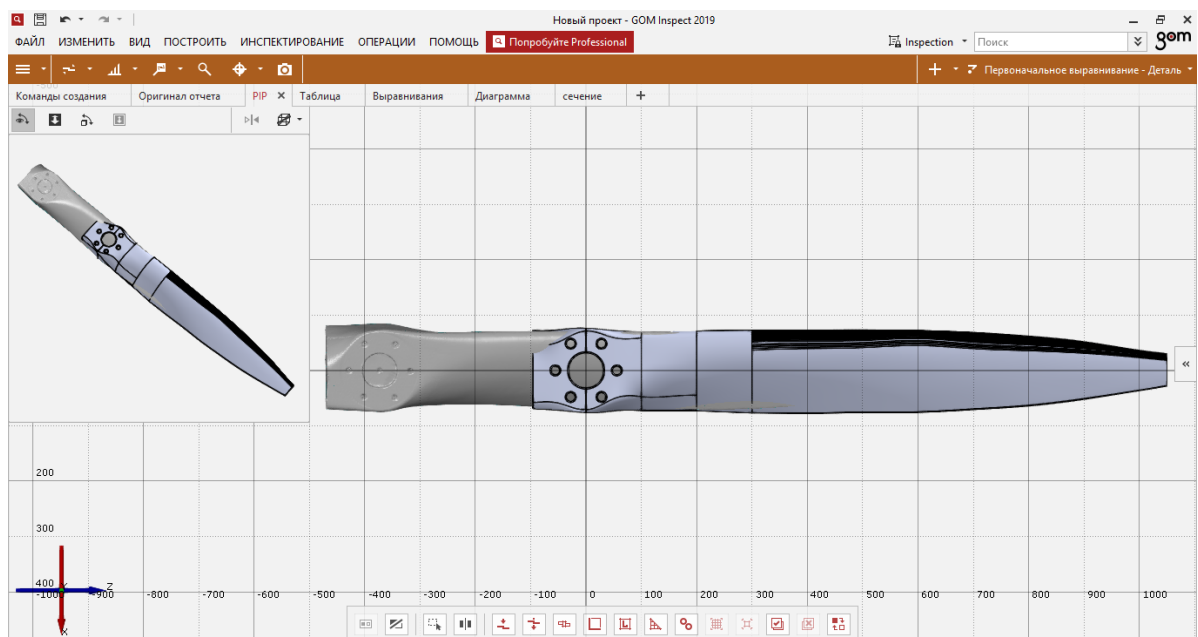 Новый проект - GOM Inspect 2019
ФАЙЛ ИЗМЕНИТЬ ВИД ПОСТРОИТЬ ИНСПЕКТИРОВАНИЕ ОПЕРАЦИИ ПОМОЩЬ Попробуйте Professional Inspection Поиск gom
Первоначальное выравнивание - Деталь
Команды создания Оригинал отчета PIP Таблица Выравнивания Диаграмма сечение
200
300
400
Z
-1000 -900 -800 -700 -600 -500 -400 -300 -200 -100 0 100 200 300 400 500 600 700 800 900 1000
X